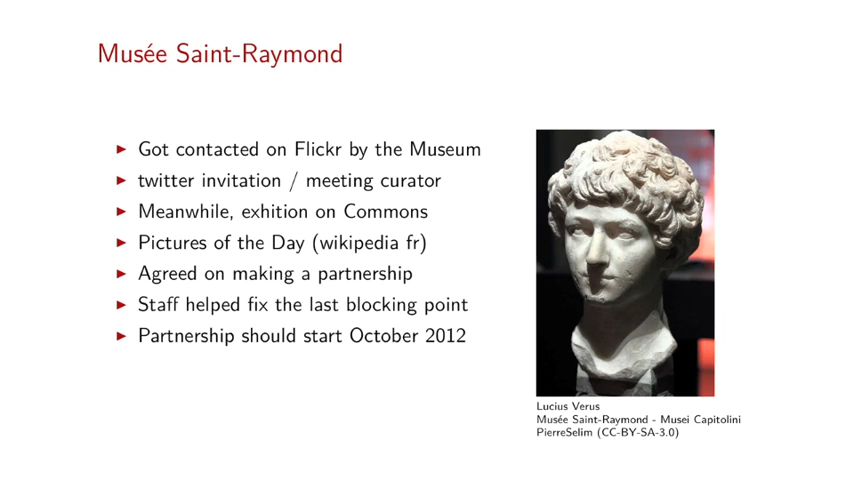 Musée Saint-Raymond
Got contacted on Flickr by the Museum
twitter invitation / meeting curator
Meanwhile, exhition on Commons
Pictures of the Day (wikipedia fr)
Agreed on making a partnership
Staff helped fix the last blocking point
Partnership should start October 2012
Lucius Verus
Musée Saint-Raymond - Musei Capitolini
PierreSelim (CC-BY-SA-3.0)